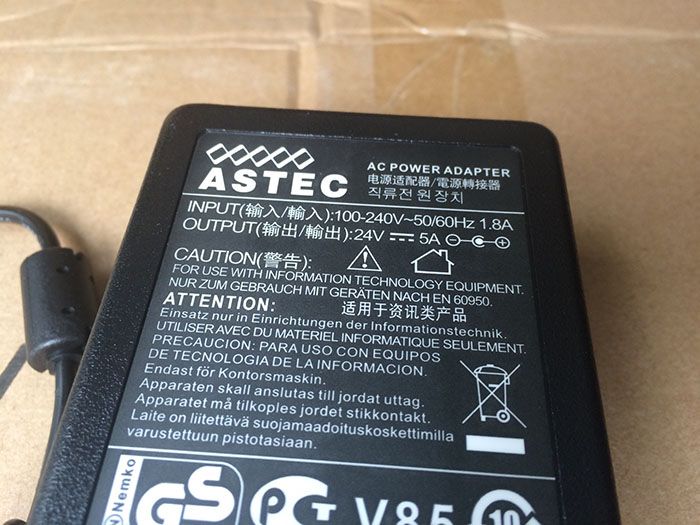 ASTEC
AC POWER ADAPTER
电源适配器/電源轉接器
직류전원장치
INPUT(输入/輸入):100-240V~50/60Hz 1.8A
OUTPUT(输出/輸出):24V ⎓ 5A
CAUTION(警告):
FOR USE WITH INFORMATION TECHNOLOGY EQUIPMENT.
NUR ZUM GEBRAUCH MIT GERÄTEN NACH EN 60950.
ATTENTION: 适用于资讯类产品
Einsatz nur in Einrichtungen der Informationstechnik.
UTILISER AVEC DU MATERIEL INFORMATIQUE SEULEMENT.
PRECAUCION: PARA USO CON EQUIPOS
DE TECNOLOGIA DE LA INFORMACION.
Endast för Kontorsmaskin.
Apparaten skall anslutas till jordat uttag.
Apparatet må tilkoples jordet stikkontakt.
Laite on liitettävä suojamaadoituskoskettimilla
varustettuun pistotasiaan.
Nemko
GS
PCT
V85
10